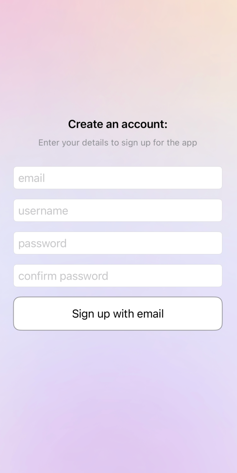 Create an account:
Enter your details to sign up for the app
email
username
password
confirm password
Sign up with email